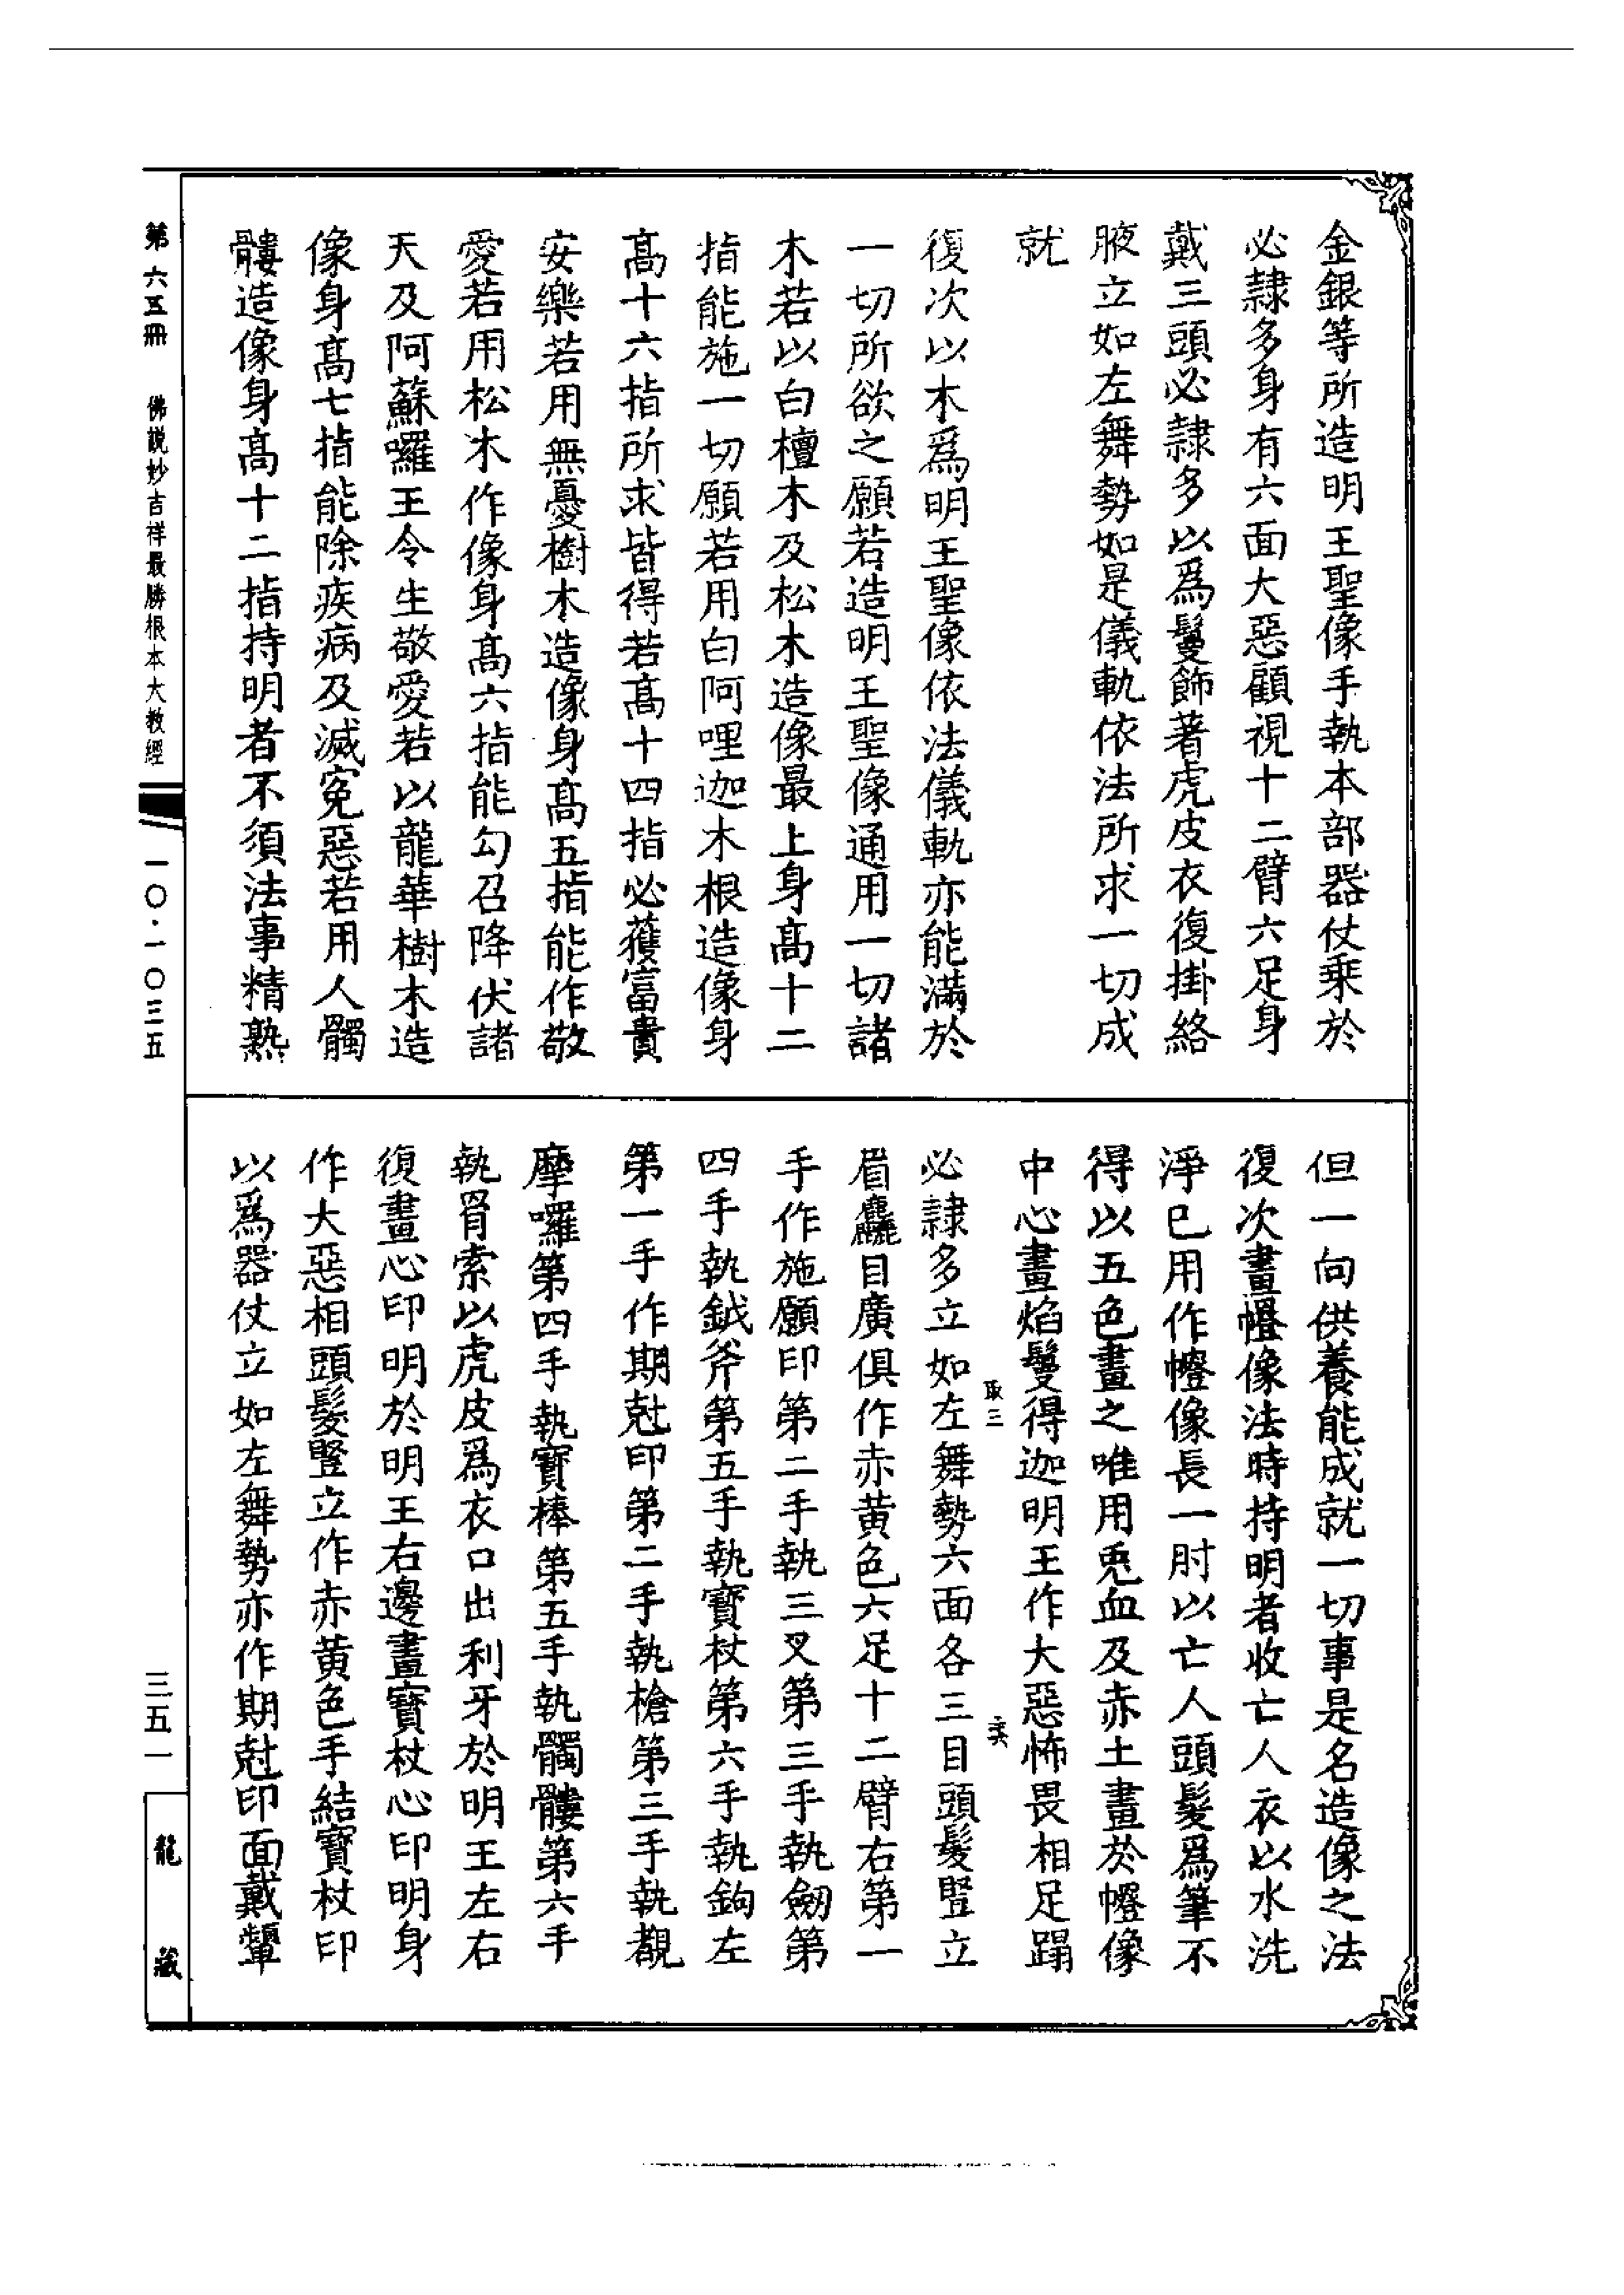 金銀等所造明王聖像手執本部器仗乘於
必隸多身有六面大惡顧視十二臂六足身
戴三頭必隸多以爲鬘飾著虎皮衣復掛絡
腋立如左舞勢如是儀軌依法所求一切成
就
復次以木爲明王聖像依法儀軌亦能滿於
一切所欲之願若造明王聖像通用一切諸
木若以白檀木及松木造像最上身高十二
指能施一切願若用白阿哩迦木根造像身
高十六指所求皆得若高十四指必獲富貴
安樂若用無憂樹木造像身高五指能作敬
愛若用松木作像身高六指能勾召降伏諸
天及阿蘇囉王令生敬愛若以龍華樹木造
像身高七指能除疾病及滅寃惡若用人髑
髏造像身高十二指持明者不須法事精熟
但一向供養能成就一切事是名造像之法
復次畫㡧像法時持明者收亡人衣以水洗
淨已用作㡧像長一肘以亡人頭髮爲筆不
得以五色畫之唯用兎血及赤土畫於㡧像
中心畫焰鬘得迦明王作大惡怖畏相足蹋
取三
六
必隸多立如左舞勢六面各三目頭髮豎立
眉麤目廣俱作赤黄色六足十二臂右第一
手作施願印第二手執三叉第三手執劒第
四手執鉞斧第五手執寳杖第六手執鉤左
第一手作期尅印第二手執槍第三手執覩
摩囉第四手執寳棒第五手執髑髏第六手
執罥索以虎皮爲衣口出利牙於明王左右
復畫心印明於明王右邊畫寳杖心印明身
作大惡相頭髮豎立作赤黄色手結寳杖印
以爲器仗立如左舞勢亦作期尅印面戴顰
第六五冊
佛説妙吉祥最勝根本大教經
一〇·一〇三五
三五一
龍藏